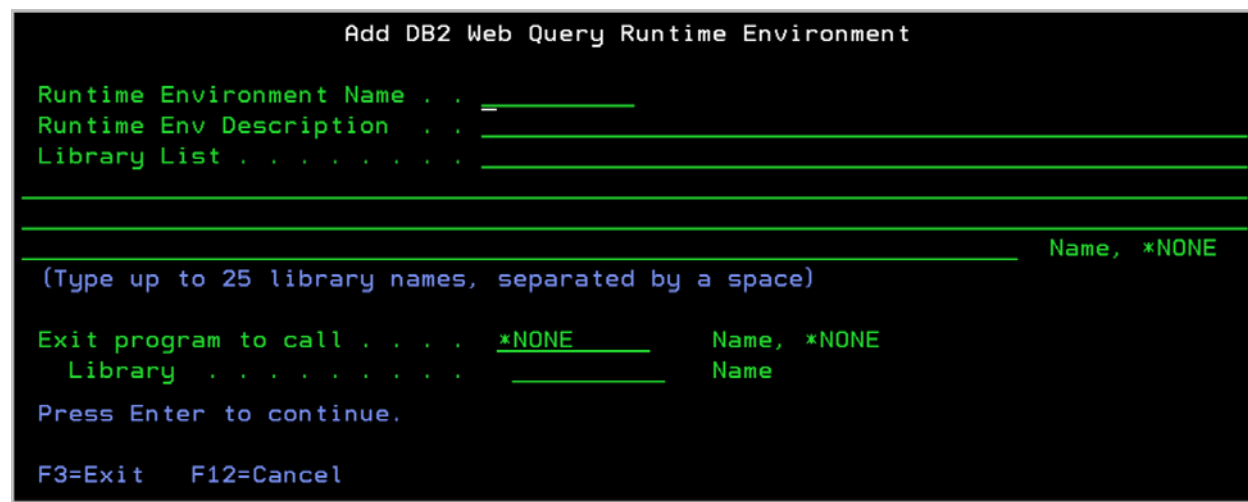 Add DB2 Web Query Runtime Environment
Runtime Environment Name . .
Runtime Env Description . .
Library List . . . . . . . .
Name, *NONE
(Type up to 25 library names, separated by a space)
Exit program to call . . . . *NONE Name, *NONE
Library . . . . . . . . . Name
Press Enter to continue.
F3=Exit F12=Cancel